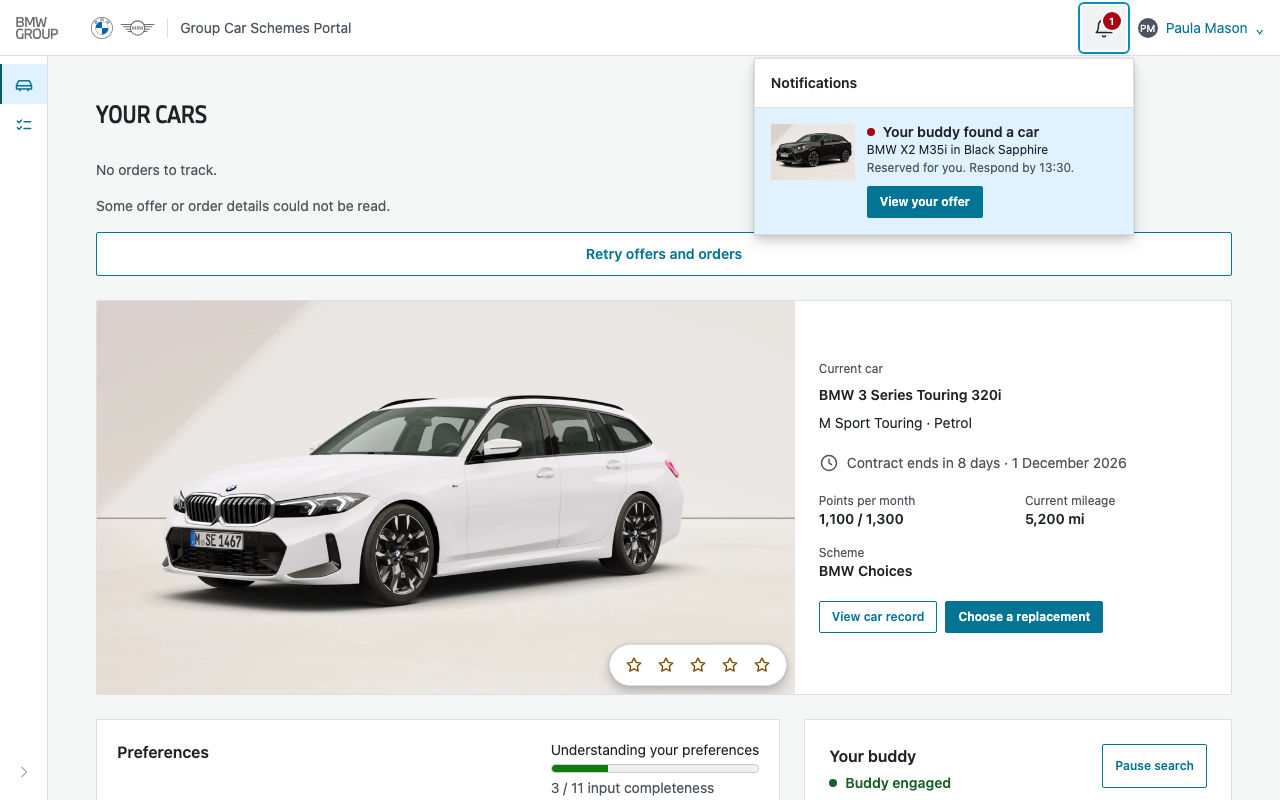 BMW
GROUP
MINI
Group Car Schemes Portal
1
PM
Paula Mason
Notifications
Your buddy found a car
BMW X2 M35i in Black Sapphire
Reserved for you. Respond by 13:30.
View your offer
YOUR CARS
No orders to track.
Some offer or order details could not be read.
Retry offers and orders
M SE 1467
Current car
BMW 3 Series Touring 320i
M Sport Touring · Petrol
Contract ends in 8 days · 1 December 2026
Points per month
1,100 / 1,300
Current mileage
5,200 mi
Scheme
BMW Choices
View car record
Choose a replacement
Preferences
Understanding your preferences
3 / 11 input completeness
Your buddy
Buddy engaged
Pause search